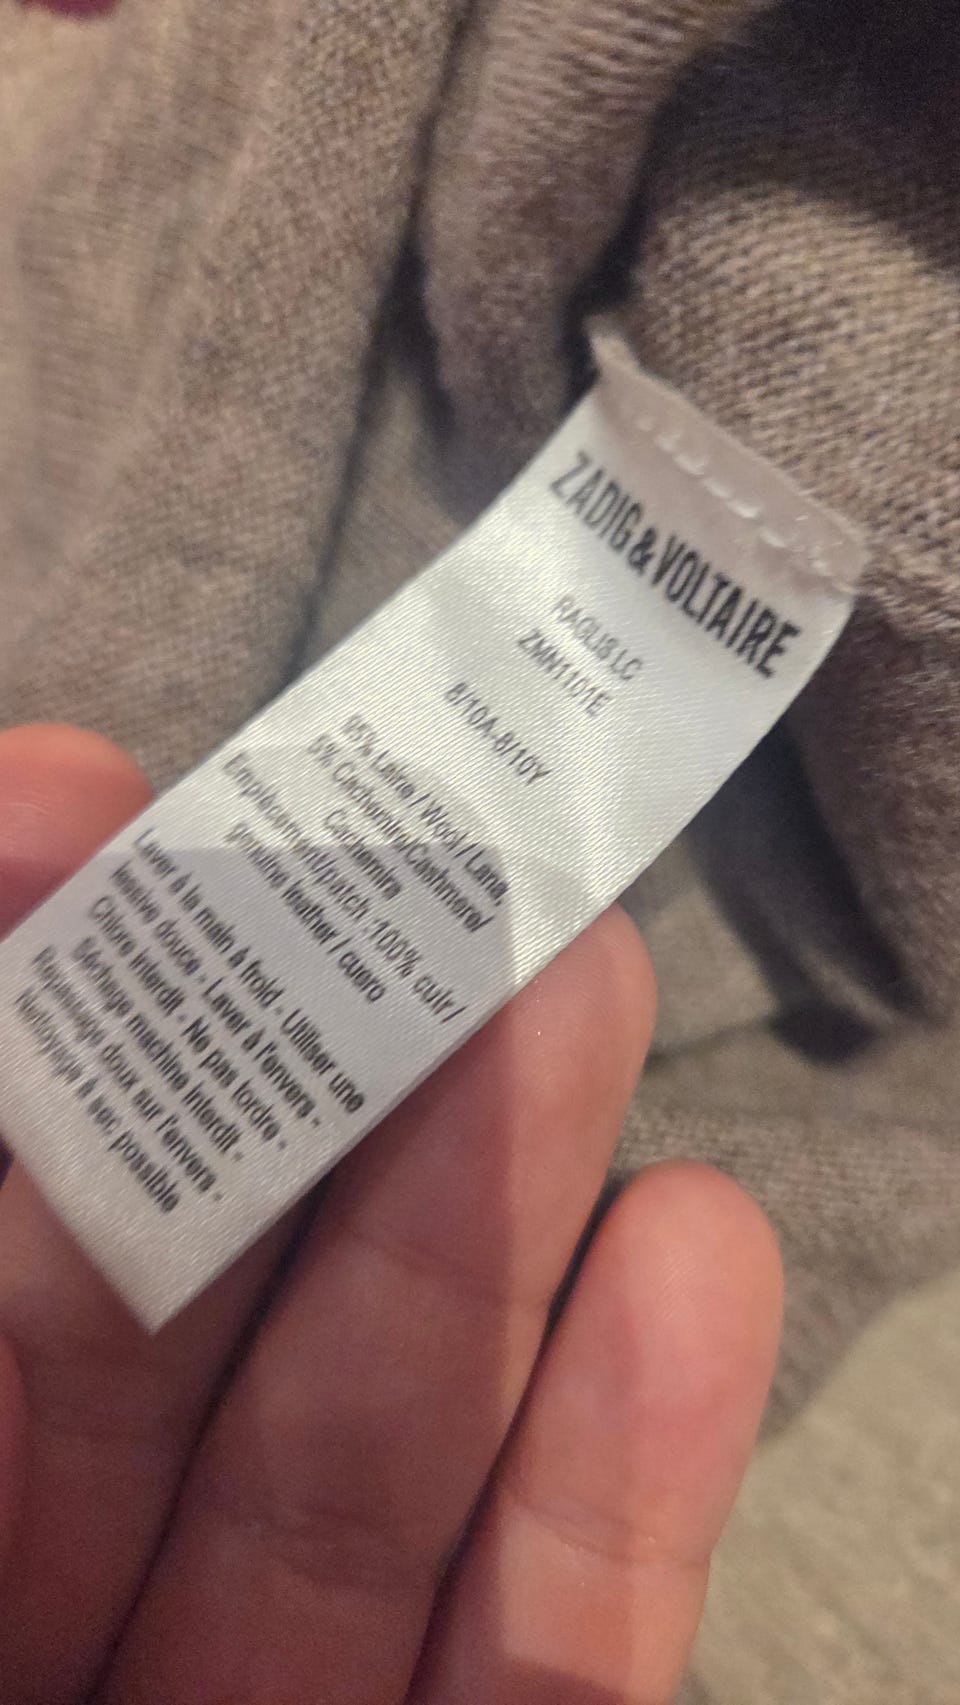 ZADIG&VOLTAIRE
RAGLIS LC
ZMN1101E
8/10A-8/10Y
95% Laine / Wool / Lana,
5% Cachemire/Cashmere/
Cachemira
Empiècement/patch :100% cuir /
genuine leather / cuero
Laver à la main à froid - Utiliser une
lessive douce - Laver à l'envers -
Chlore interdit - Ne pas tordre -
Séchage machine interdit -
Repassage doux sur l'envers -
Nettoyage à sec possible